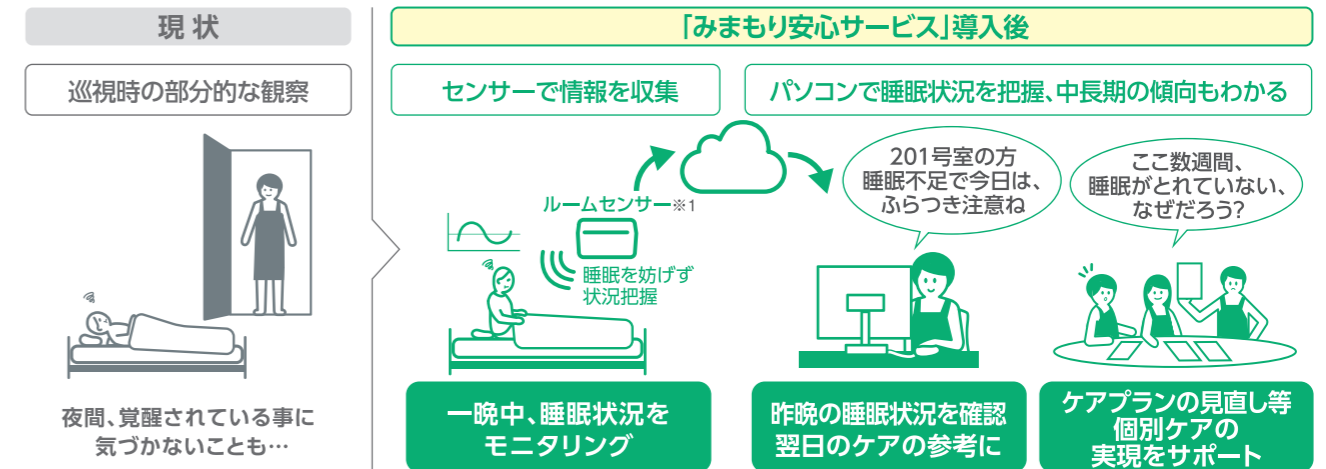 現状
巡視時の部分的な観察
夜間、覚醒されている事に
気づかないことも…
「みまもり安心サービス」導入後
センサーで情報を収集
ルームセンサー※1
睡眠を妨げず
状況把握
一晩中、睡眠状況を
モニタリング
パソコンで睡眠状況を把握、中長期の傾向もわかる
201号室の方
睡眠不足で今日は、
ふらつき注意ね
昨晩の睡眠状況を確認
翌日のケアの参考に
ここ数週間、
睡眠がとれていない、
なぜだろう?
ケアプランの見直し等
個別ケアの
実現をサポート